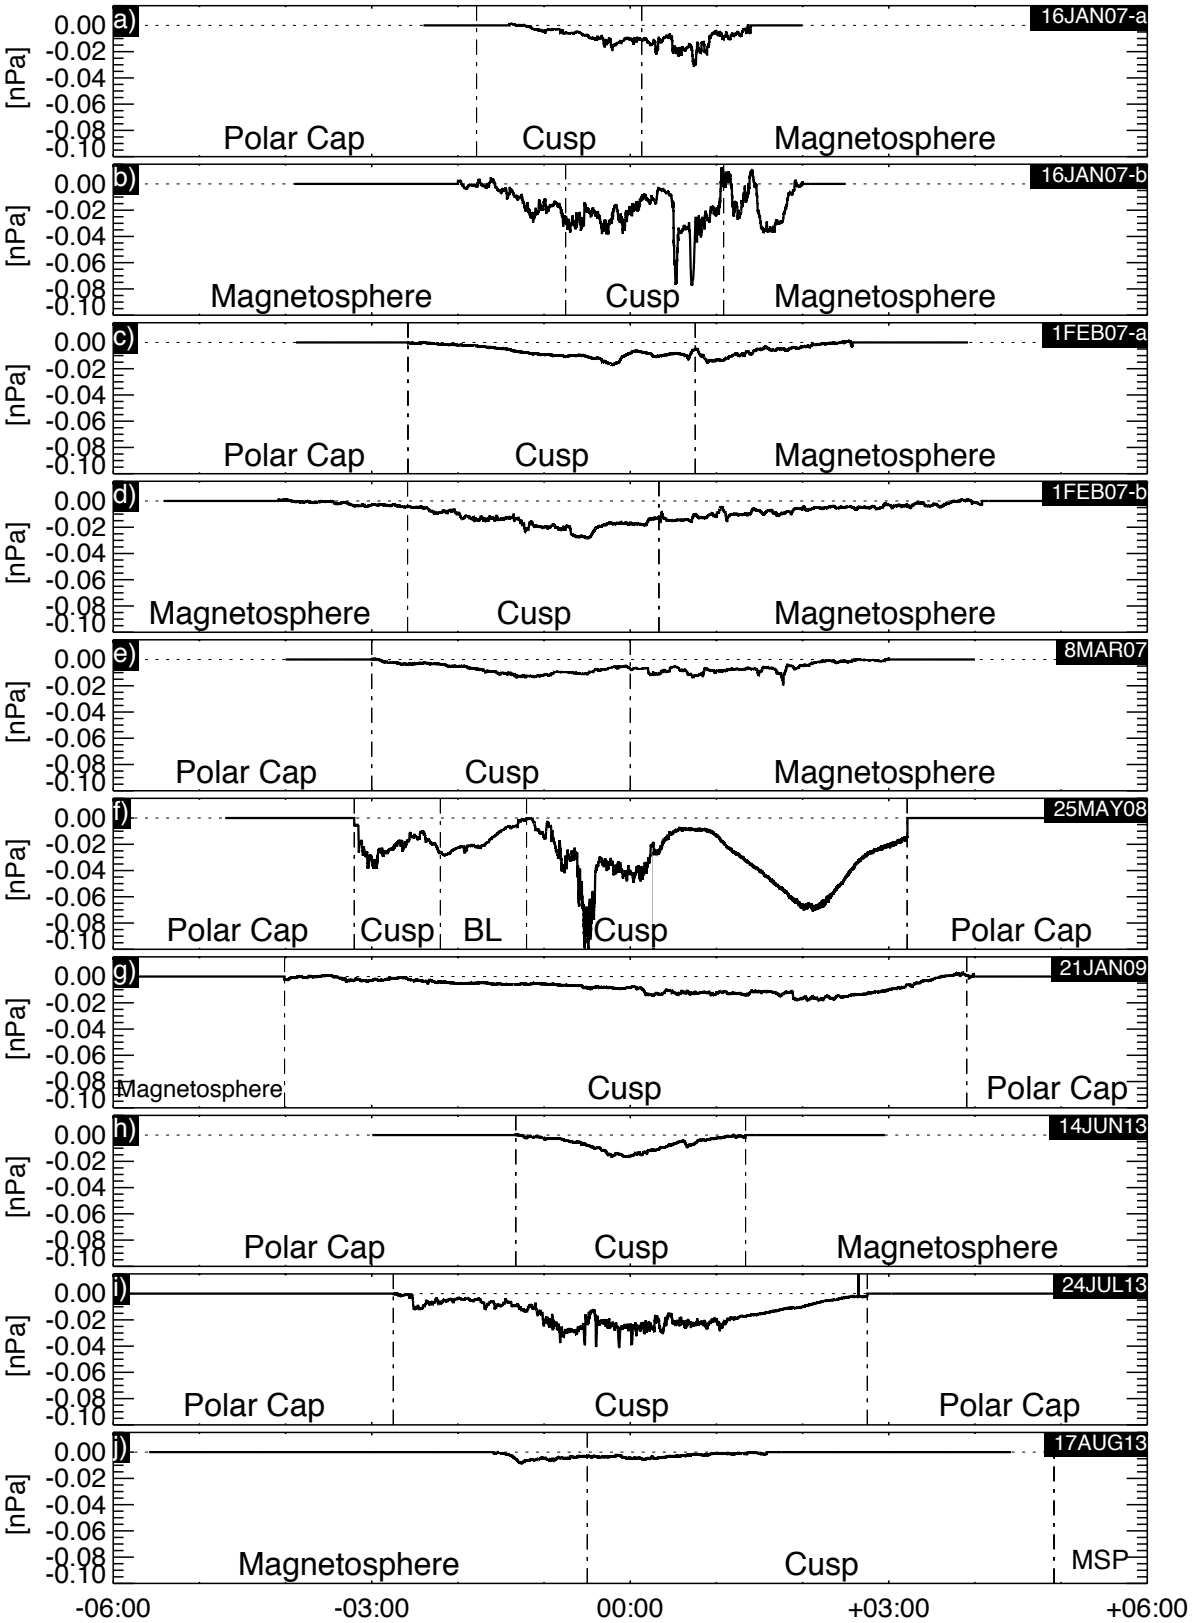 a)
16JAN07-a
[nPa]
0.00
-0.02
-0.04
-0.06
-0.08
-0.10
Polar Cap Cusp Magnetosphere
b)
16JAN07-b
[nPa]
0.00
-0.02
-0.04
-0.06
-0.08
-0.10
Magnetosphere Cusp Magnetosphere
c)
1FEB07-a
[nPa]
0.00
-0.02
-0.04
-0.06
-0.08
-0.10
Polar Cap Cusp Magnetosphere
d)
1FEB07-b
[nPa]
0.00
-0.02
-0.04
-0.06
-0.08
-0.10
Magnetosphere Cusp Magnetosphere
e)
8MAR07
[nPa]
0.00
-0.02
-0.04
-0.06
-0.08
-0.10
Polar Cap Cusp Magnetosphere
f)
25MAY08
[nPa]
0.00
-0.02
-0.04
-0.06
-0.08
-0.10
Polar Cap Cusp BL Cusp Polar Cap
g)
21JAN09
[nPa]
0.00
-0.02
-0.04
-0.06
-0.08
-0.10
Magnetosphere Cusp Polar Cap
h)
14JUN13
[nPa]
0.00
-0.02
-0.04
-0.06
-0.08
-0.10
Polar Cap Cusp Magnetosphere
i)
24JUL13
[nPa]
0.00
-0.02
-0.04
-0.06
-0.08
-0.10
Polar Cap Cusp Polar Cap
j)
17AUG13
[nPa]
0.00
-0.02
-0.04
-0.06
-0.08
-0.10
Magnetosphere Cusp MSP
-06:00 -03:00 00:00 +03:00 +06:00